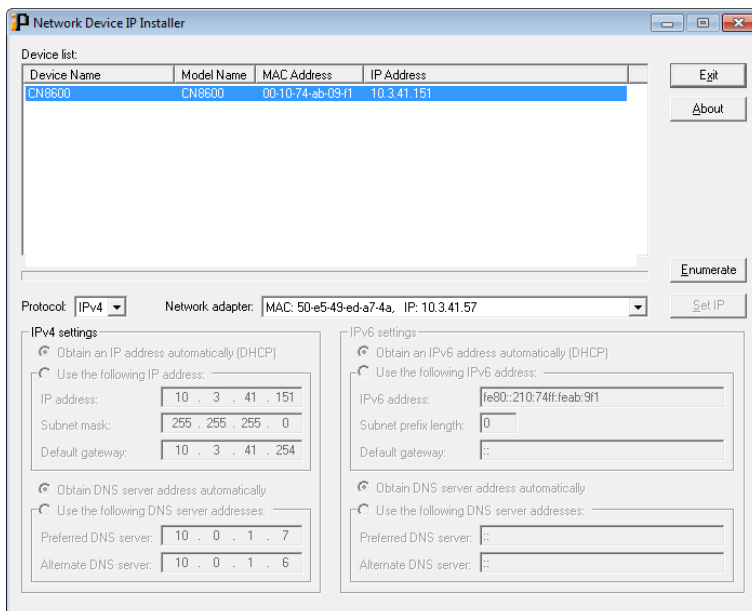 Network Device IP Installer
Device list:
Device Name Model Name MAC Address IP Address
CN8600 CN8600 00-10-74-ab-09-f1 10.3.41.151
Exit
About
Enumerate
Protocol: IPv4 Network adapter: MAC: 50-e5-49-ed-a7-4a, IP: 10.3.41.57
Set IP
IPv4 settings
Obtain an IP address automatically (DHCP)
Use the following IP address:
IP address: 10 . 3 . 41 . 151
Subnet mask: 255 . 255 . 255 . 0
Default gateway: 10 . 3 . 41 . 254
Obtain DNS server address automatically
Use the following DNS server addresses:
Preferred DNS server: 10 . 0 . 1 . 7
Alternate DNS server: 10 . 0 . 1 . 6
IPv6 settings
Obtain an IPv6 address automatically (DHCP)
Use the following IPv6 address:
IPv6 address: fe80::210:74ff:feab:9f1
Subnet prefix length: 0
Default gateway: ::
Obtain DNS server address automatically
Use the following DNS server addresses:
Preferred DNS server: ::
Alternate DNS server: ::